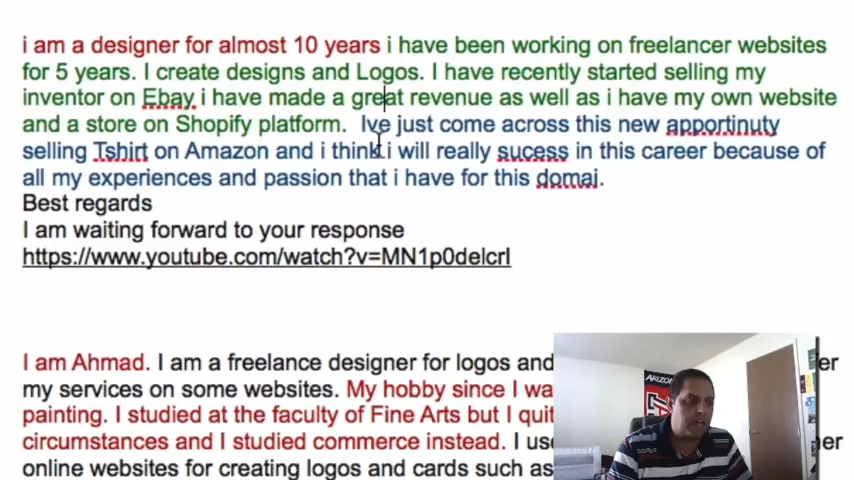 i am a designer for almost 10 years i have been working on freelancer websites
for 5 years. I create designs and Logos. I have recently started selling my
inventor on Ebay i have made a great revenue as well as i have my own website
and a store on Shopify platform.  Ive just come across this new apportinuty
selling Tshirt on Amazon and i think i will really sucess in this career because of
all my experiences and passion that i have for this domai.
Best regards
I am waiting forward to your response
https://www.youtube.com/watch?v=MN1p0delcrI
I am Ahmad. I am a freelance designer for logos and er
my services on some websites. My hobby since I wa
painting. I studied at the faculty of Fine Arts but I quit
circumstances and I studied commerce instead. I use her
online websites for creating logos and cards such as
ARIZO